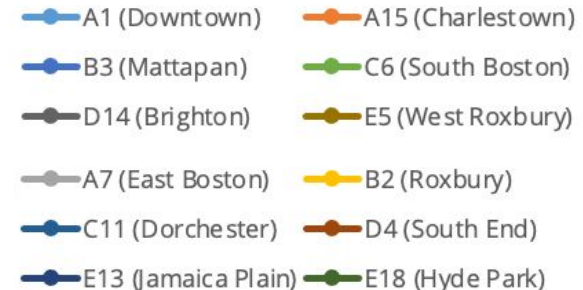 A1 (Downtown) A15 (Charlestown)
B3 (Mattapan) C6 (South Boston)
D14 (Brighton) E5 (West Roxbury)
A7 (East Boston) B2 (Roxbury)
C11 (Dorchester) D4 (South End)
E13 (Jamaica Plain) E18 (Hyde Park)